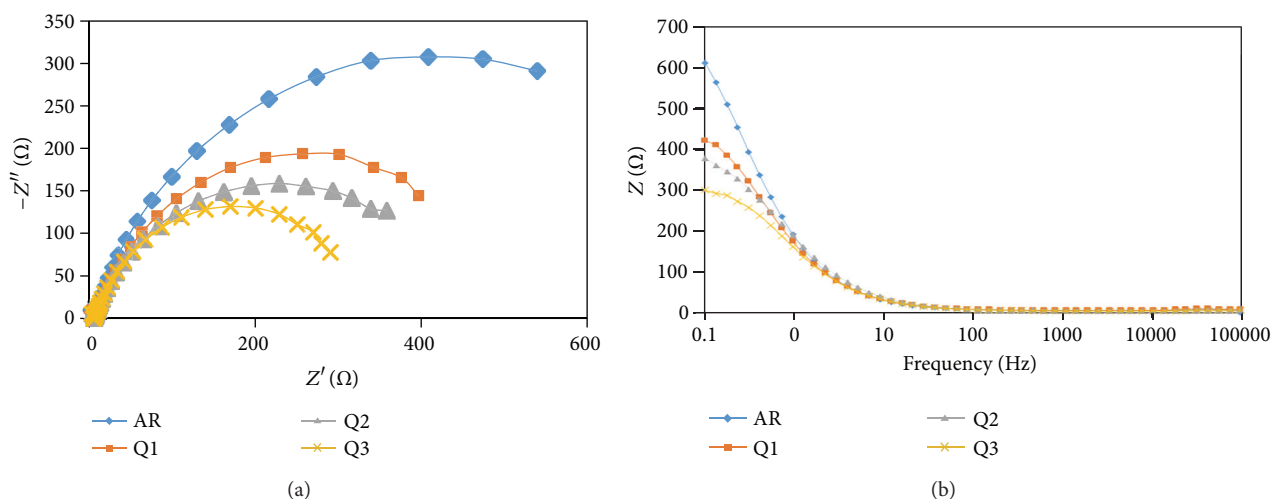 350
300
250
200
150
100
50
0
−Z″ (Ω)
0 200 400 600
Z′ (Ω)
AR Q2
Q1 Q3
(a)
700
600
500
400
300
200
100
0
Z (Ω)
0.1 0 10 100 1000 10000 100000
Frequency (Hz)
AR Q2
Q1 Q3
(b)